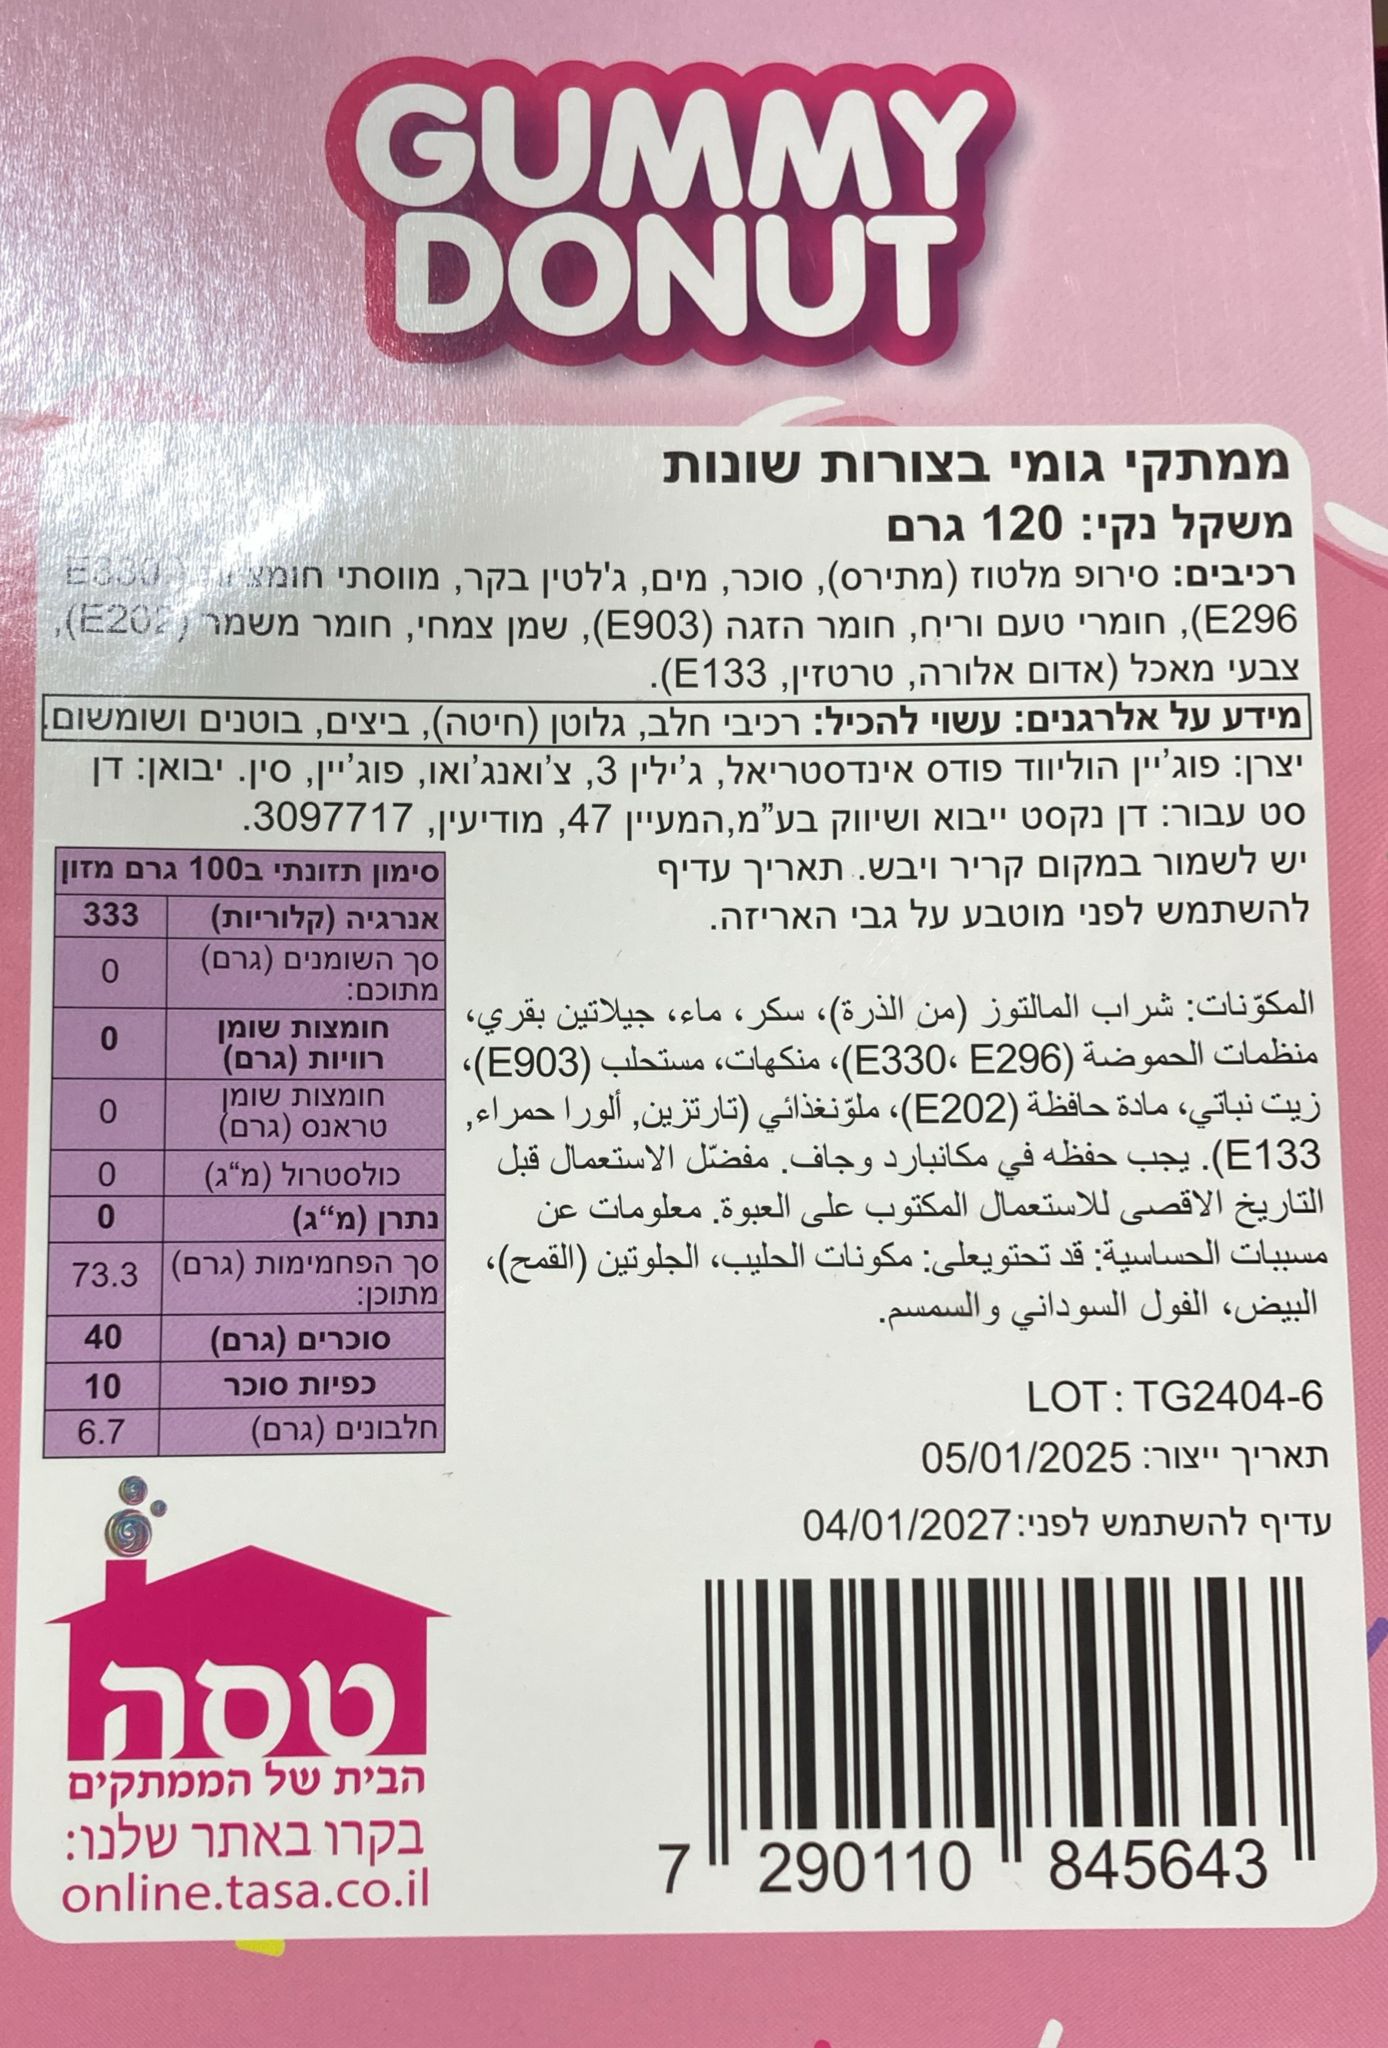 GUMMY
DONUT
ממתקי גומי בצורות שונות
משקל נקי: 120 גרם
רכיבים: סירופ מלטוז (מתירס), סוכר, מים, ג'לטין בקר, מווסתי חומציות (E330,
E296), חומרי טעם וריח, חומר הזגה (E903), שמן צמחי, חומר משמר (E202),
צבעי מאכל (אדום אלורה, טרטזין, E133).
מידע על אלרגנים: עשוי להכיל: רכיבי חלב, גלוטן (חיטה), ביצים, בוטנים ושומשום.
יצרן: פוג'יין הוליווד פודס אינדסטריאל, ג'ילין 3, צ'ואנג'ואו, פוג'יין, סין. יבואן: דן
סט עבור: דן נקסט ייבוא ושיווק בע"מ,המעיין 47, מודיעין, 3097717.
יש לשמור במקום קריר ויבש. תאריך עדיף
להשתמש לפני מוטבע על גבי האריזה.
סימון תזונתי ב100 גרם מזון
אנרגיה (קלוריות) 333
סך השומנים (גרם) מתוכם: 0
חומצות שומן רוויות (גרם) 0
חומצות שומן טראנס (גרם) 0
כולסטרול (מ"ג) 0
נתרן (מ"ג) 0
סך הפחמימות (גרם) מתוכן: 73.3
סוכרים (גרם) 40
כפיות סוכר 10
חלבונים (גרם) 6.7
المكوّنات: شراب المالتوز (من الذرة)، سكر، ماء، جيلاتين بقري،
منظمات الحموضة (E330، E296)، منكهات، مستحلب (E903)،
زيت نباتي، مادة حافظة (E202)، ملوّنغذائي (تارتزين, ألورا حمراء,
E133). يجب حفظه في مكانبارد وجاف. مفضّل الاستعمال قبل
التاريخ الاقصى للاستعمال المكتوب على العبوة. معلومات عن
مسببات الحساسية: قد تحتويعلى: مكونات الحليب، الجلوتين (القمح)،
البيض، الفول السوداني والسمسم.
LOT: TG2404-6
תאריך ייצור: 05/01/2025
עדיף להשתמש לפני:04/01/2027
7 290110 845643
טסה
הבית של הממתקים
בקרו באתר שלנו:
online.tasa.co.il